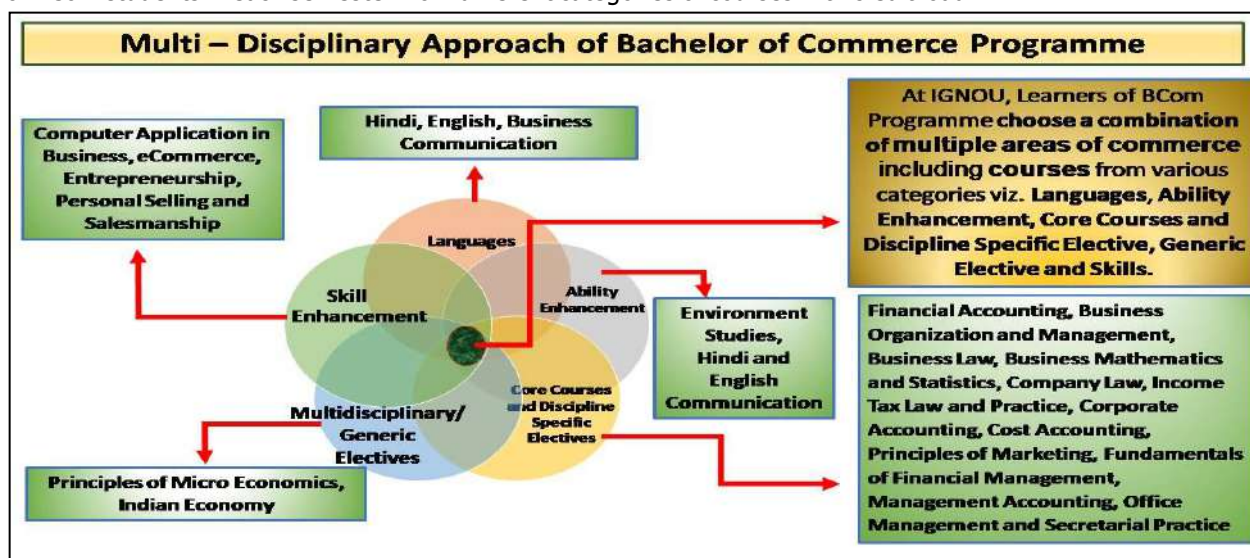 Multi – Disciplinary Approach of Bachelor of Commerce Programme
Computer Application in
Business, eCommerce,
Entrepreneurship,
Personal Selling and
Salesmanship
Hindi, English, Business
Communication
At IGNOU, Learners of BCom
Programme choose a combination
of multiple areas of commerce
including courses from various
categories viz. Languages, Ability
Enhancement, Core Courses and
Discipline Specific Elective, Generic
Elective and Skills.
Languages
Skill
Enhancement
Ability
Enhancement
Environment
Studies,
Hindi and
English
Communication
Core Courses
and Discipline
Specific
Electives
Multidisciplinary/
Generic
Electives
Principles of Micro Economics,
Indian Economy
Financial Accounting, Business
Organization and Management,
Business Law, Business Mathematics
and Statistics, Company Law, Income
Tax Law and Practice, Corporate
Accounting, Cost Accounting,
Principles of Marketing, Fundamentals
of Financial Management,
Management Accounting, Office
Management and Secretarial Practice